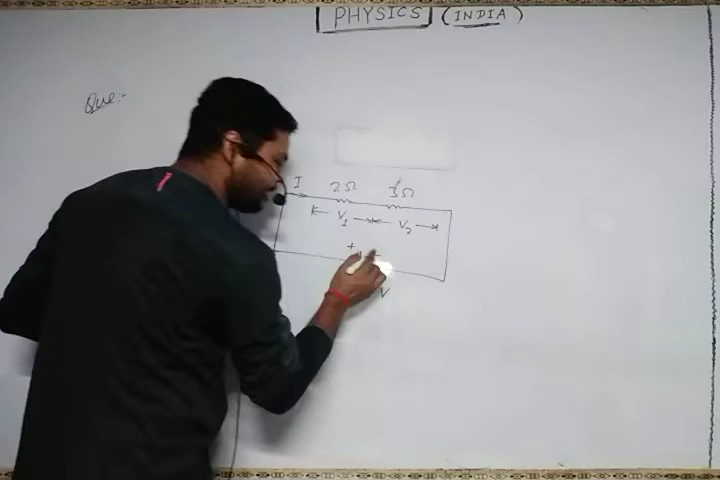 PHYSICS (INDIA)
Que:-
I 2Ω 3Ω
V₁ V₂
+
V